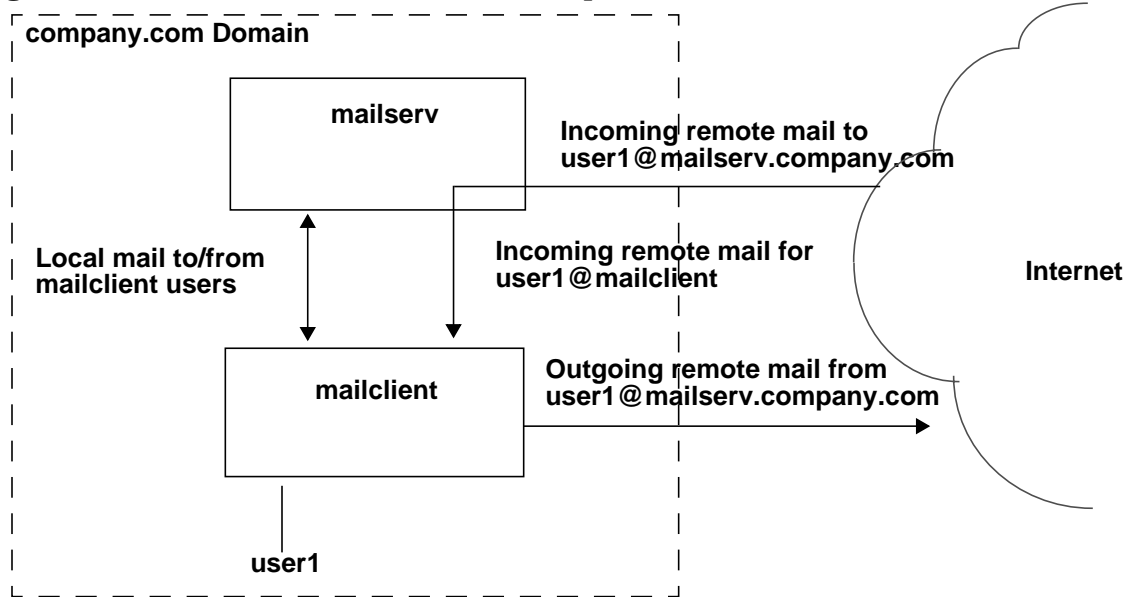 company.com Domain
mailserv
Incoming remote mail to
user1@mailserv.company.com
Local mail to/from
mailclient users
Incoming remote mail for
user1@mailclient
Internet
mailclient
Outgoing remote mail from
user1@mailserv.company.com
user1